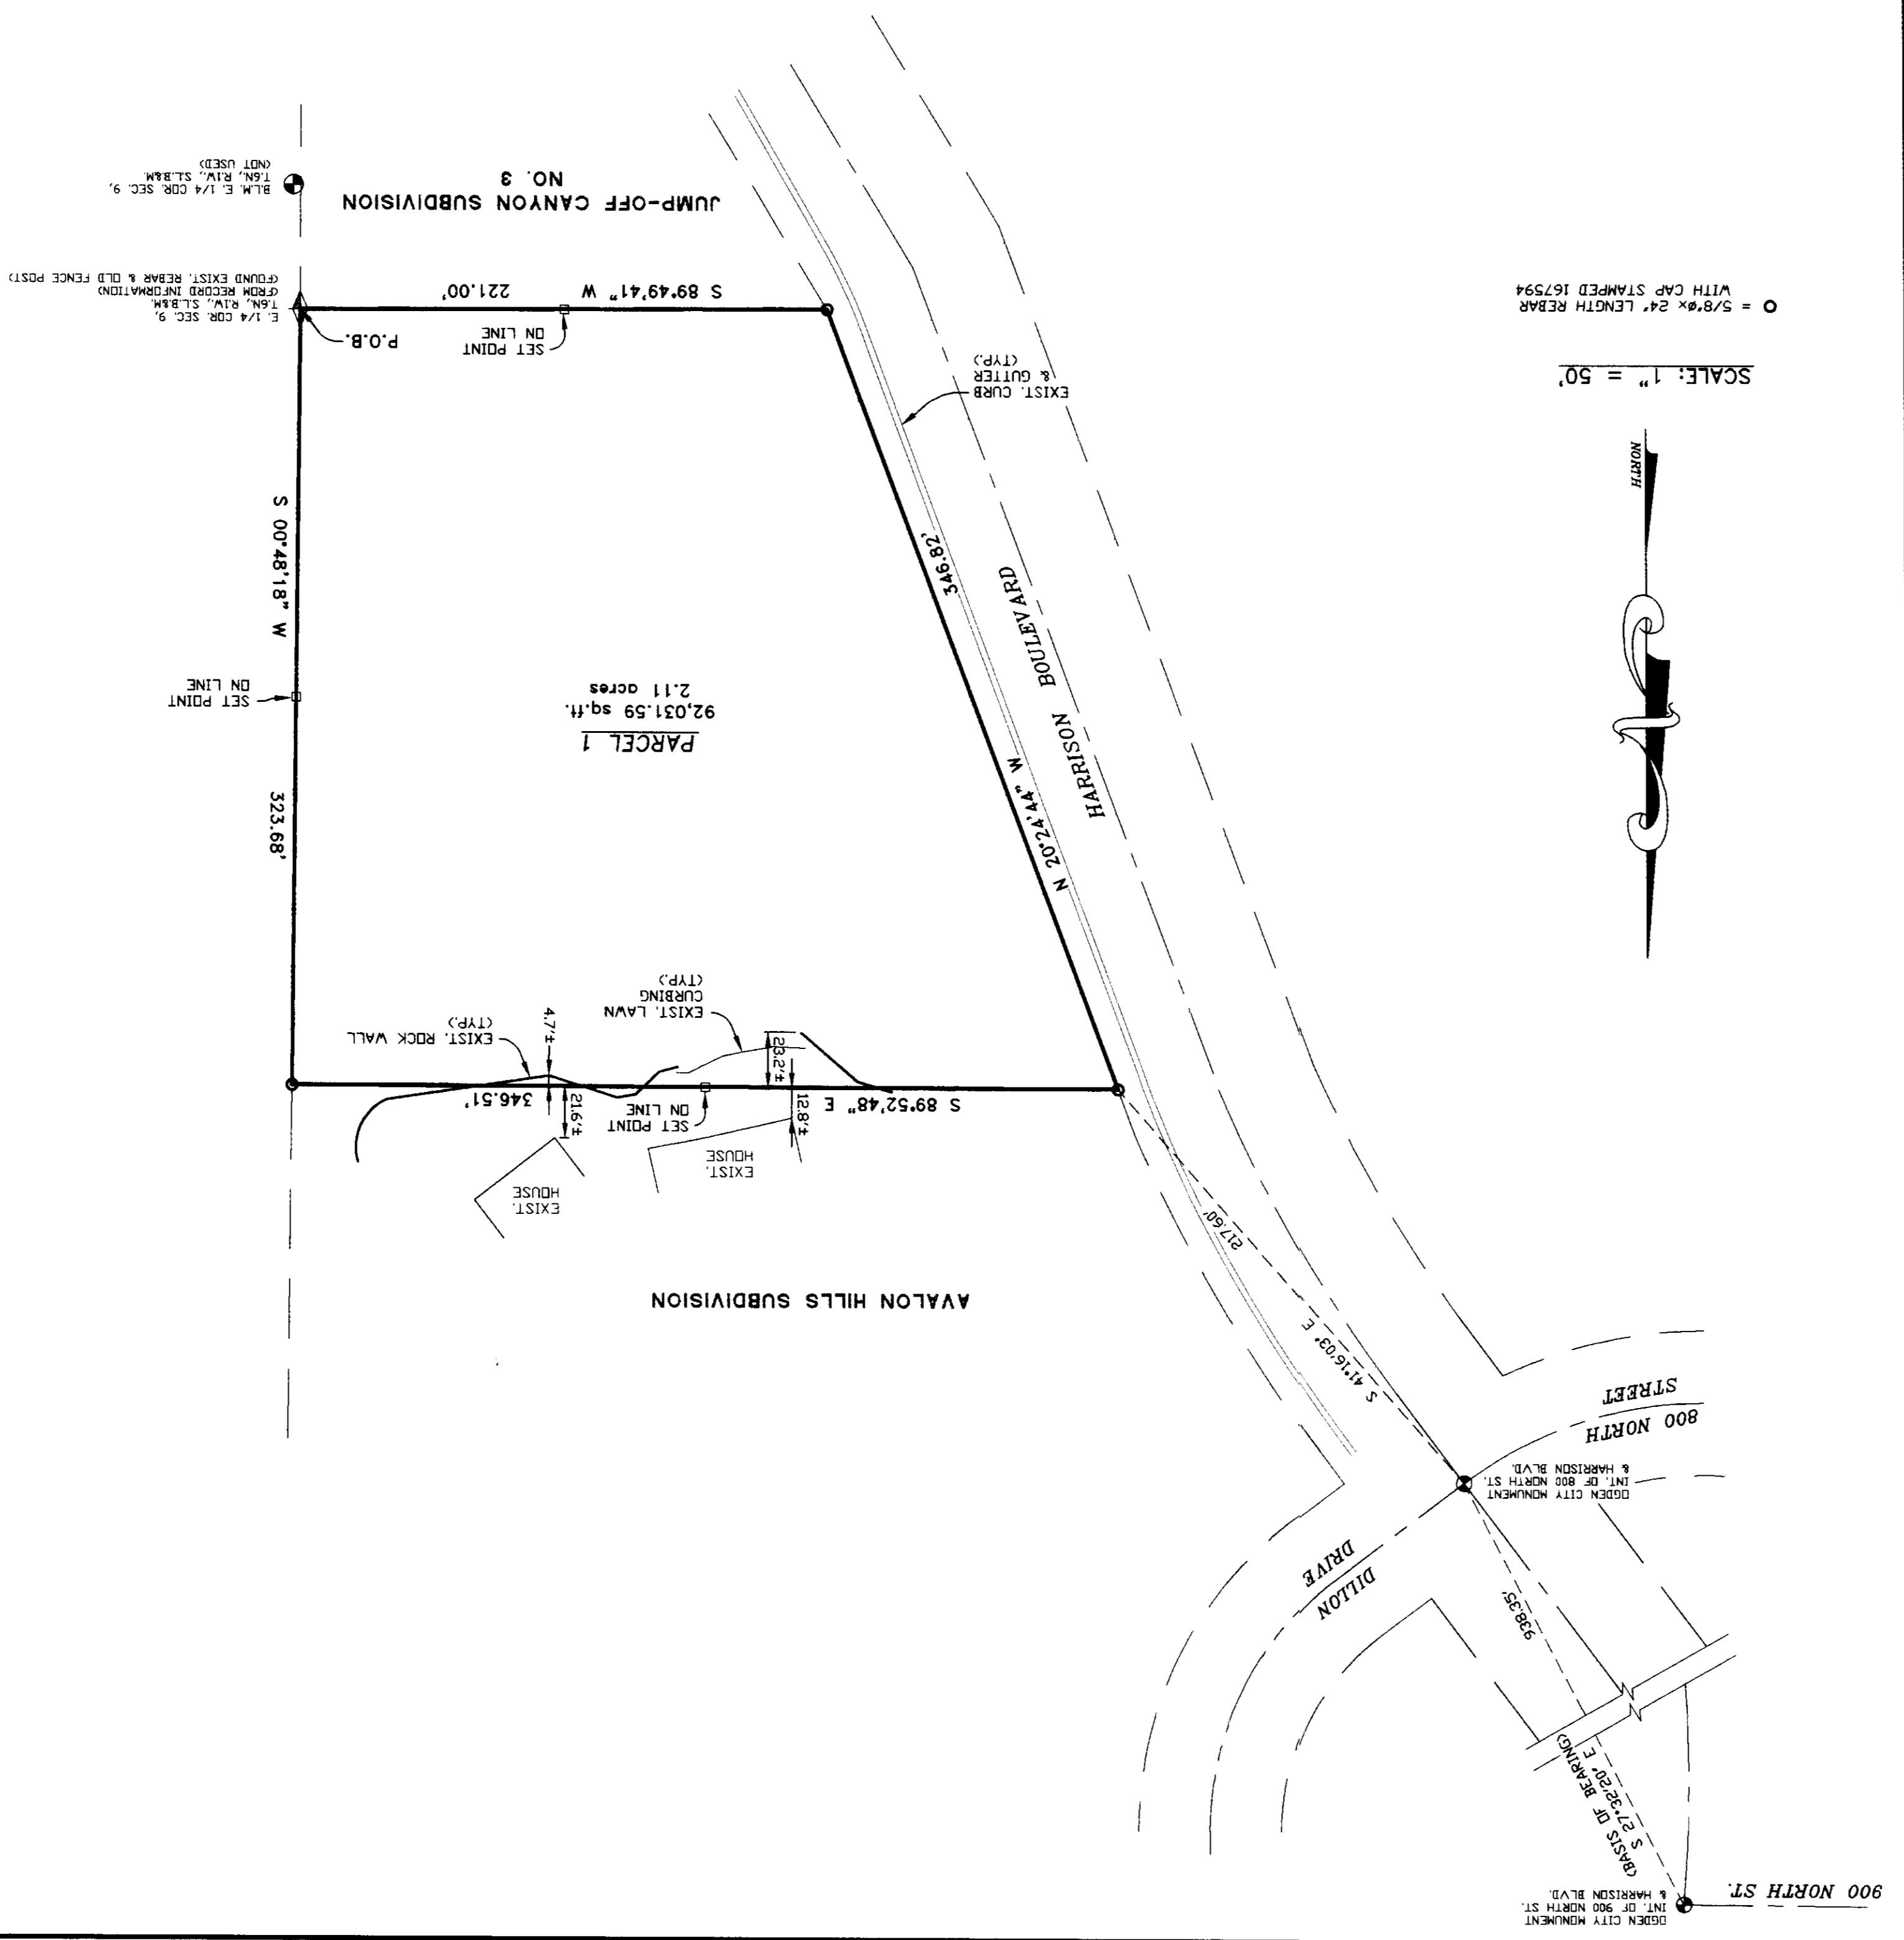 900 NORTH ST.
OGDEN CITY MONUMENT
INT. OF 900 NORTH ST.
& HARRISON BLVD.
(BASIS OF BEARING)
S 27°32'20" E
938.35'
DILLON
DRIVE
OGDEN CITY MONUMENT
INT. OF 800 NORTH ST.
& HARRISON BLVD.
800 NORTH
STREET
S 41°16'03" E
217.60'
AVALON HILLS SUBDIVISION
EXIST.
HOUSE
EXIST.
HOUSE
S 89°52'48" E
12.8'±
SET POINT
ON LINE
21.6'±
346.51'
23.2'±
EXIST. LAWN
CURBING
(TYP.)
4.7'±
EXIST. ROCK WALL
(TYP.)
NORTH
SCALE: 1" = 50'
O = 5/8"ø x 24" LENGTH REBAR
WITH CAP STAMPED 167594
HARRISON BOULEVARD
N 20°24'44" W
346.82'
PARCEL 1
92,031.59 sq.ft.
2.11 acres
323.68'
SET POINT
ON LINE
S 00°48'18" W
EXIST. CURB
& GUTTER
(TYP.)
SET POINT
ON LINE
P.O.B.
S 89°49'41" W
221.00'
E. 1/4 COR. SEC. 9,
T.6N., R.1W., S.L.B.&M.
(FROM RECORD INFORMATION)
(FOUND EXIST. REBAR & OLD FENCE POST)
JUMP-OFF CANYON SUBDIVISION
NO. 3
B.L.M. E. 1/4 COR. SEC. 9,
T.6N., R.1W., S.L.B.&M.
(NOT USED)